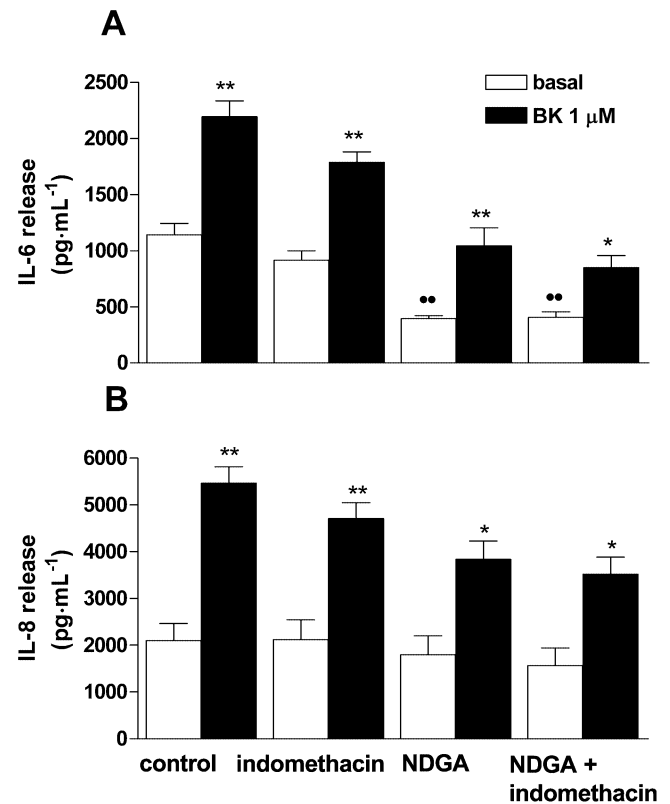 A
basal
BK 1 μM
IL-6 release
(pg·mL-1)
2500
2000
1500
1000
500
0
**
**
**
*
••
••
B
IL-8 release
(pg·mL-1)
6000
5000
4000
3000
2000
1000
0
**
**
*
*
control indomethacin NDGA NDGA +
indomethacin